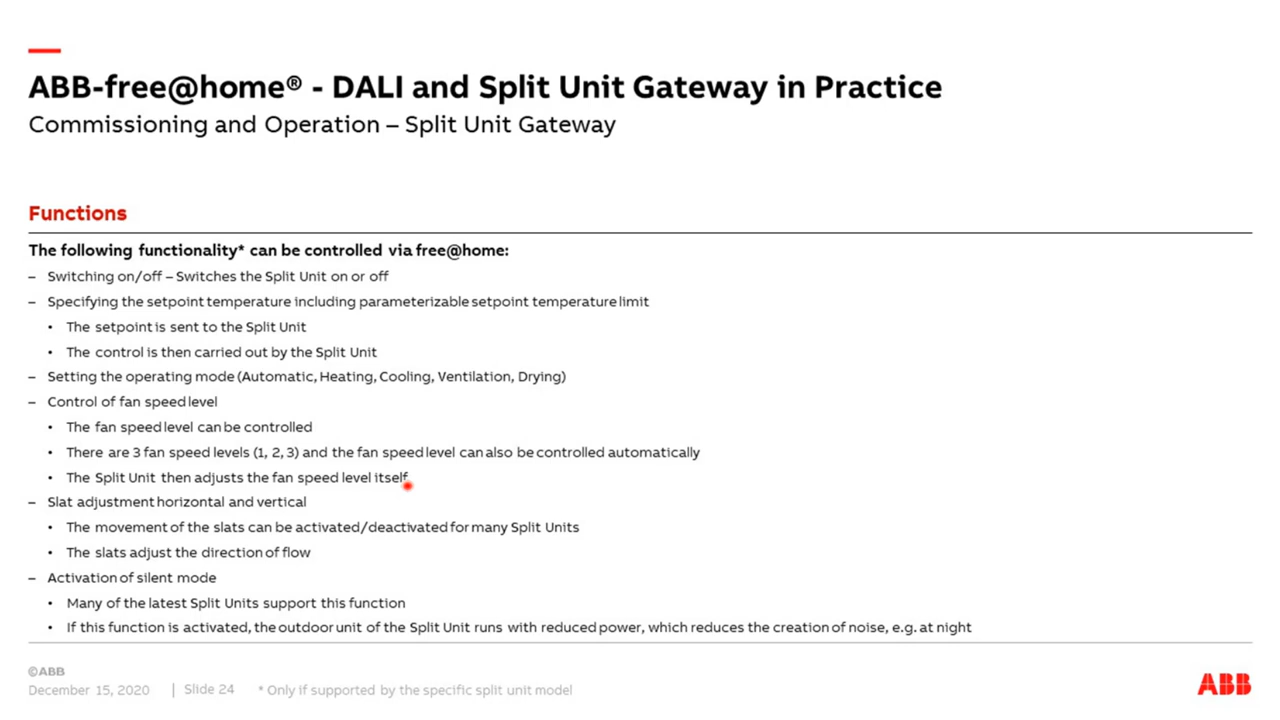 ABB-free@home® - DALI and Split Unit Gateway in Practice
Commissioning and Operation – Split Unit Gateway
Functions
The following functionality* can be controlled via free@home:
– Switching on/off – Switches the Split Unit on or off
– Specifying the setpoint temperature including parameterizable setpoint temperature limit
• The setpoint is sent to the Split Unit
• The control is then carried out by the Split Unit
– Setting the operating mode (Automatic, Heating, Cooling, Ventilation, Drying)
– Control of fan speed level
• The fan speed level can be controlled
• There are 3 fan speed levels (1, 2, 3) and the fan speed level can also be controlled automatically
• The Split Unit then adjusts the fan speed level itself
– Slat adjustment horizontal and vertical
• The movement of the slats can be activated/deactivated for many Split Units
• The slats adjust the direction of flow
– Activation of silent mode
• Many of the latest Split Units support this function
• If this function is activated, the outdoor unit of the Split Unit runs with reduced power, which reduces the creation of noise, e.g. at night
©ABB
December 15, 2020 | Slide 24 * Only if supported by the specific split unit model
ABB